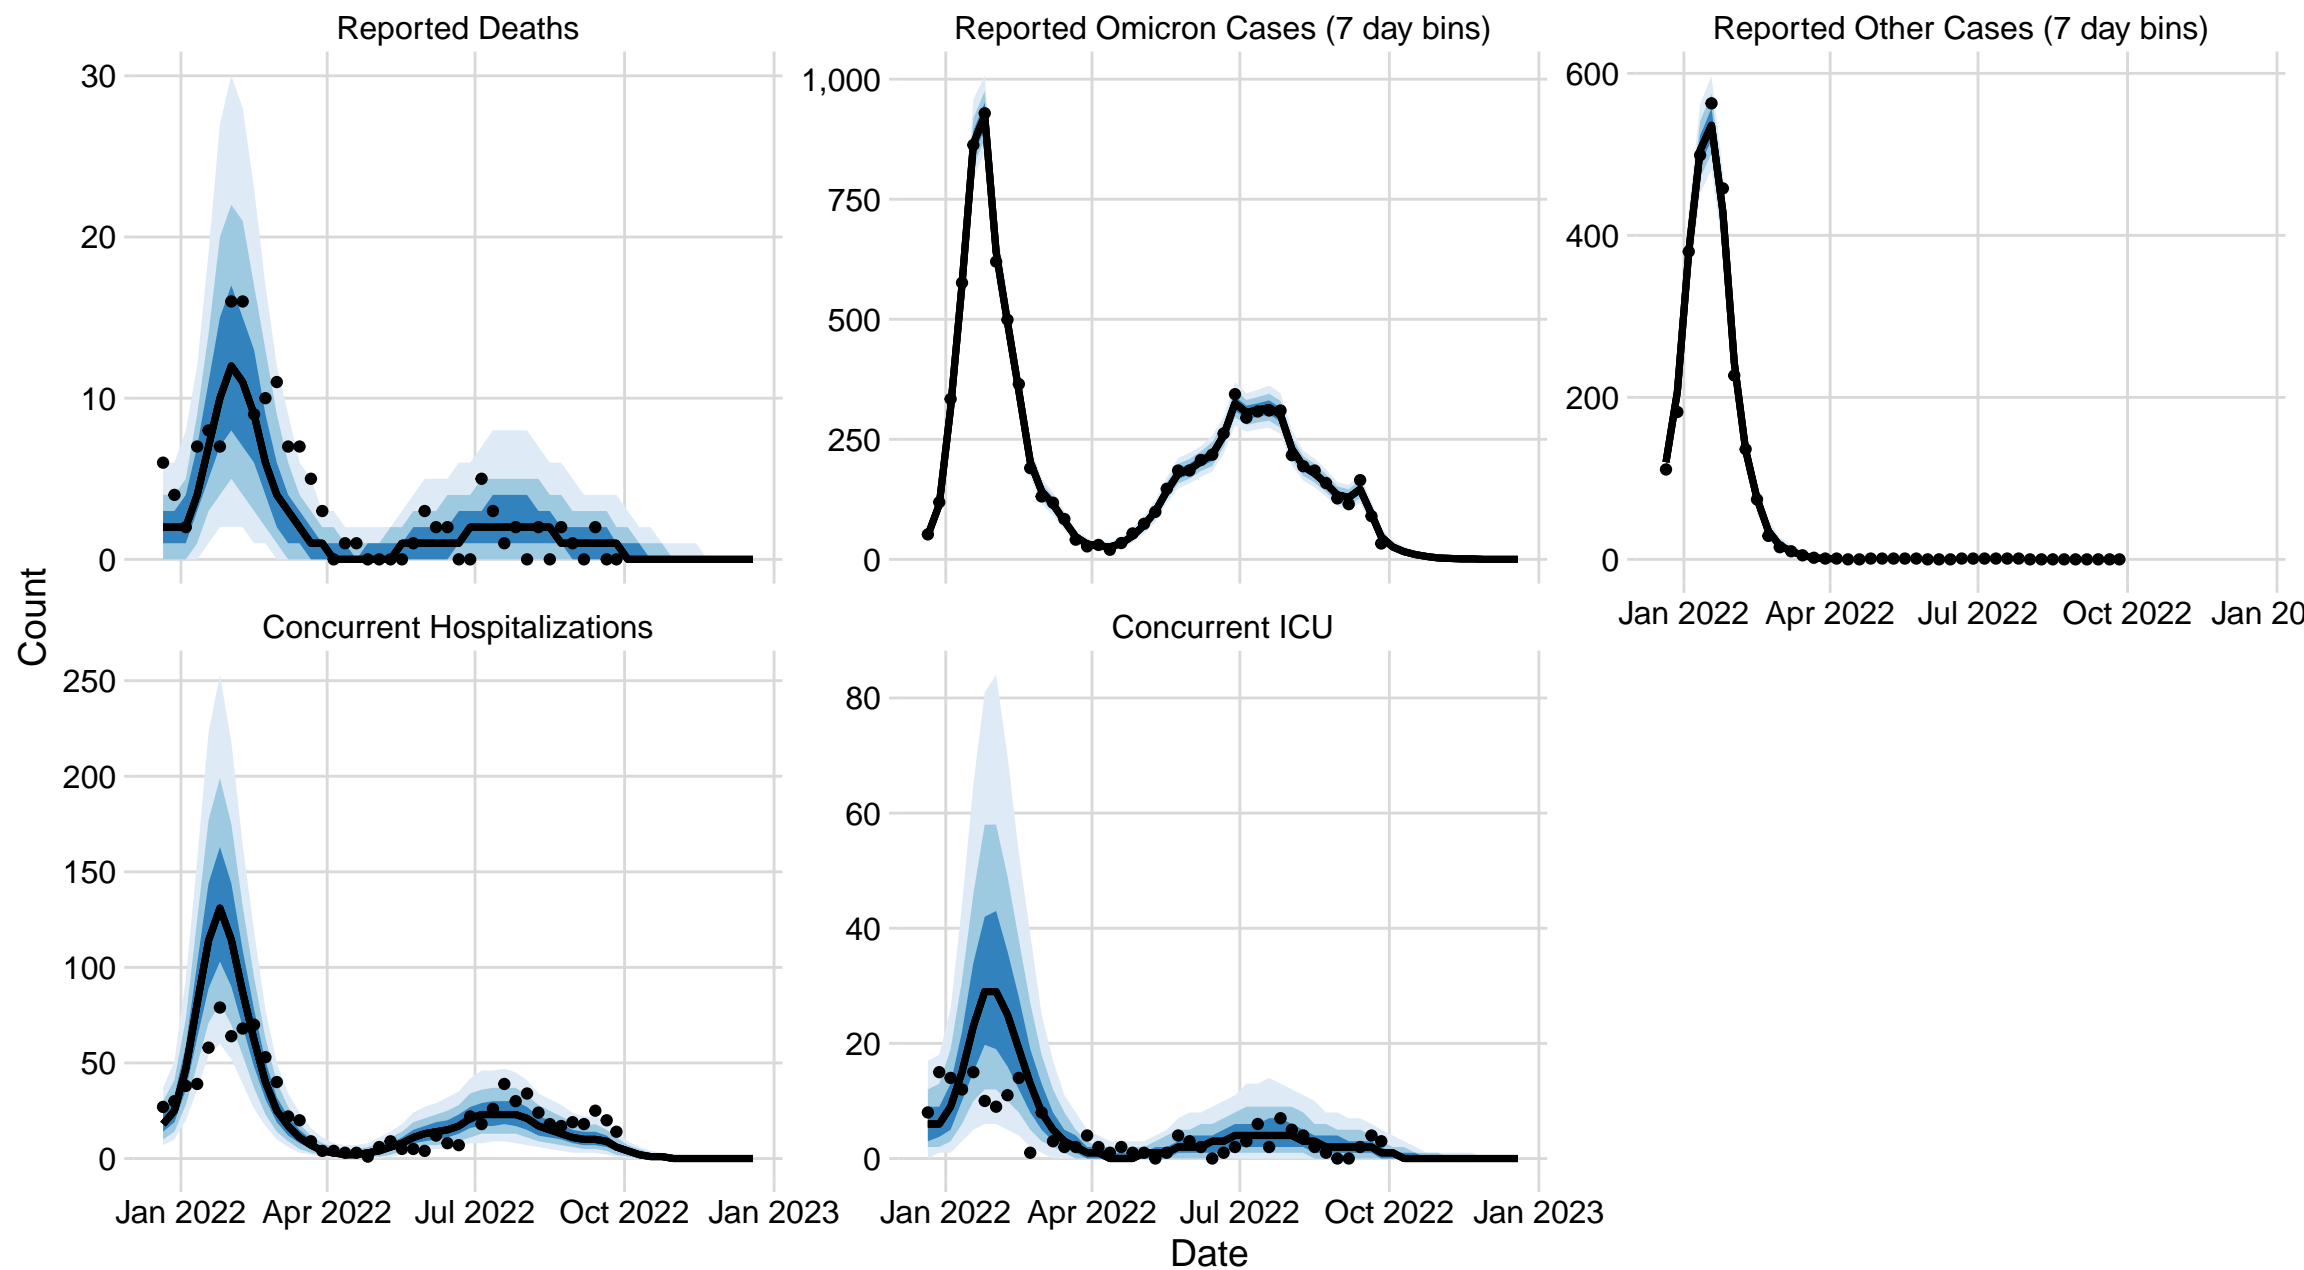 Reported Deaths
30
20
10
0
Reported Omicron Cases (7 day bins)
1,000
750
500
250
0
Reported Other Cases (7 day bins)
600
400
200
0
Jan 2022 Apr 2022 Jul 2022 Oct 2022 Jan 20
Count
Concurrent Hospitalizations
250
200
150
100
50
0
Jan 2022 Apr 2022 Jul 2022 Oct 2022 Jan 2023
Concurrent ICU
80
60
40
20
0
Jan 2022 Apr 2022 Jul 2022 Oct 2022 Jan 2023
Date